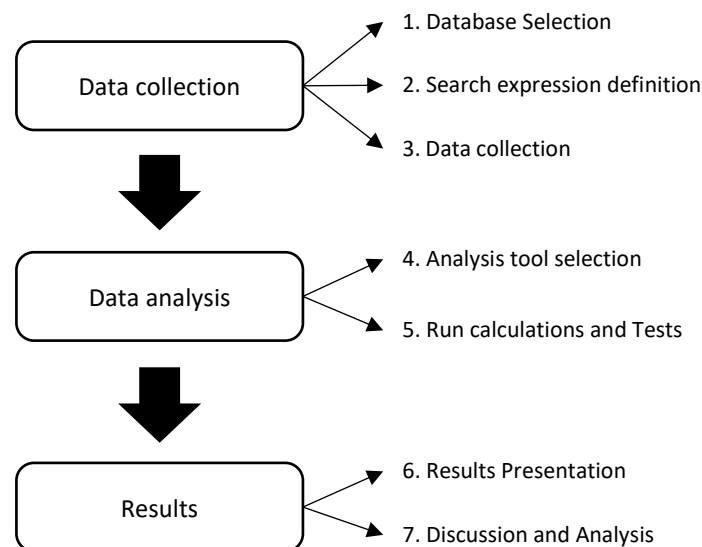 1. Database Selection
Data collection
2. Search expression definition
3. Data collection
4. Analysis tool selection
Data analysis
5. Run calculations and Tests
6. Results Presentation
Results
7. Discussion and Analysis